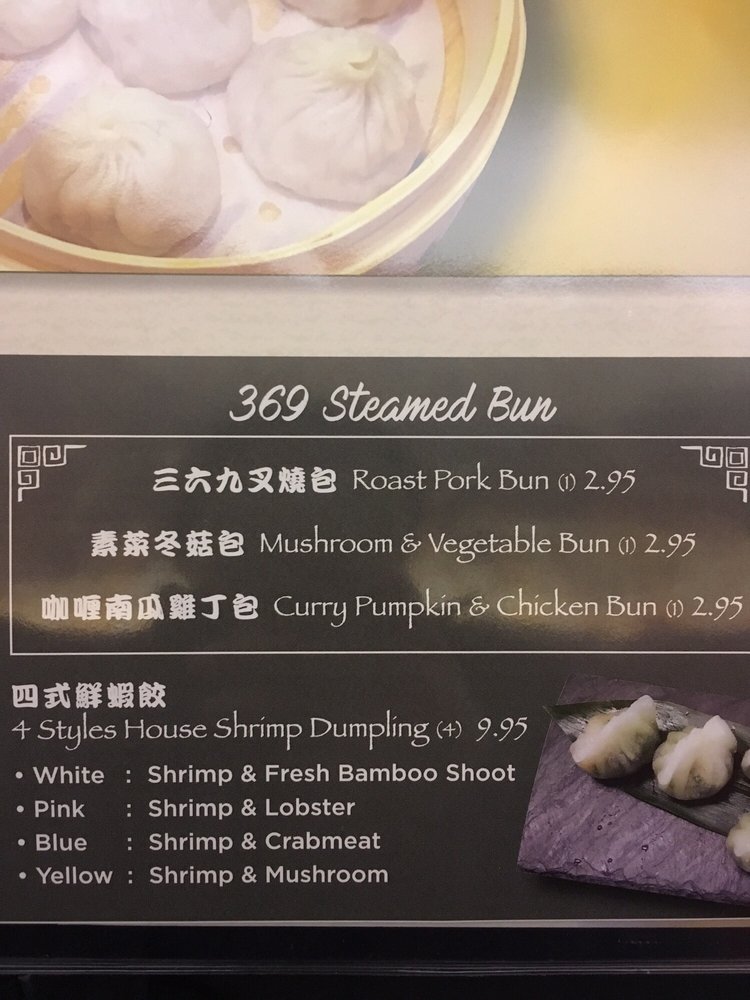 369 Steamed Bun
三六九叉燒包 Roast Pork Bun (1) 2.95
素菜冬菇包 Mushroom & Vegetable Bun (1) 2.95
咖喱南瓜雞丁包 Curry Pumpkin & Chicken Bun (1) 2.95
四式鮮蝦餃
4 Styles House Shrimp Dumpling (4) 9.95
• White : Shrimp & Fresh Bamboo Shoot
• Pink : Shrimp & Lobster
• Blue : Shrimp & Crabmeat
• Yellow : Shrimp & Mushroom